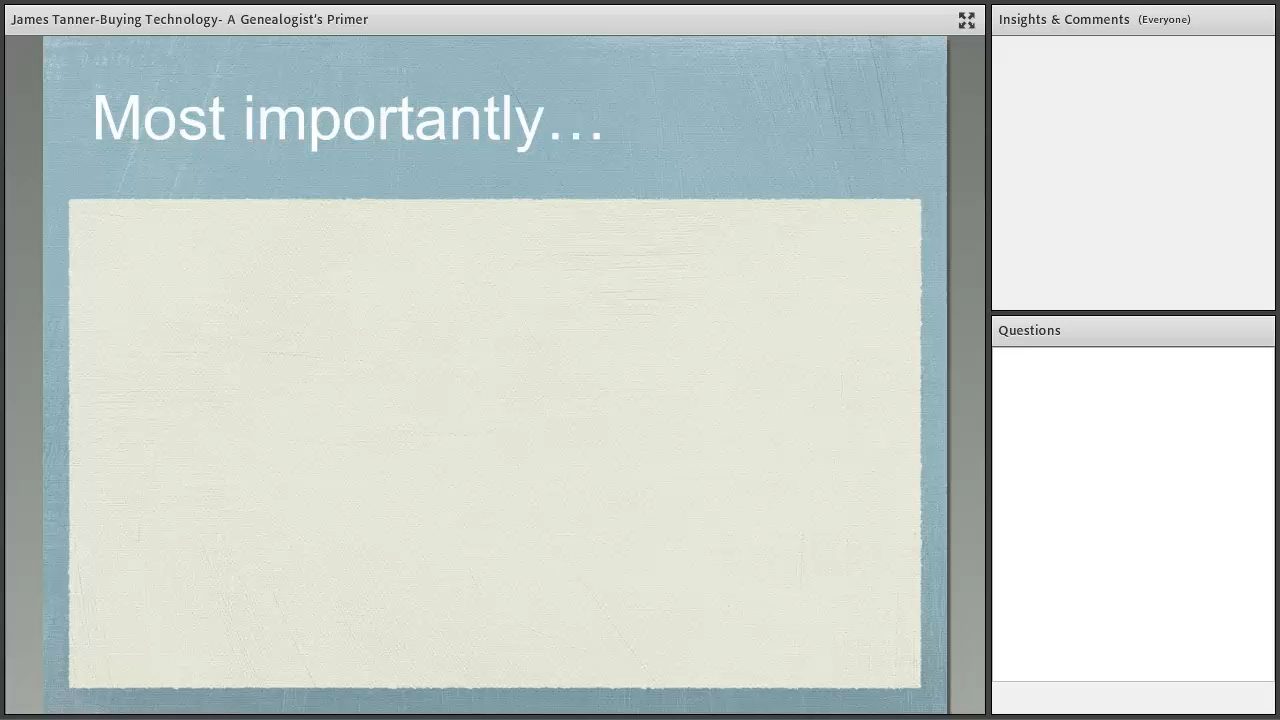 James Tanner-Buying Technology- A Genealogist's Primer
Most importantly…
Insights & Comments (Everyone)
Questions